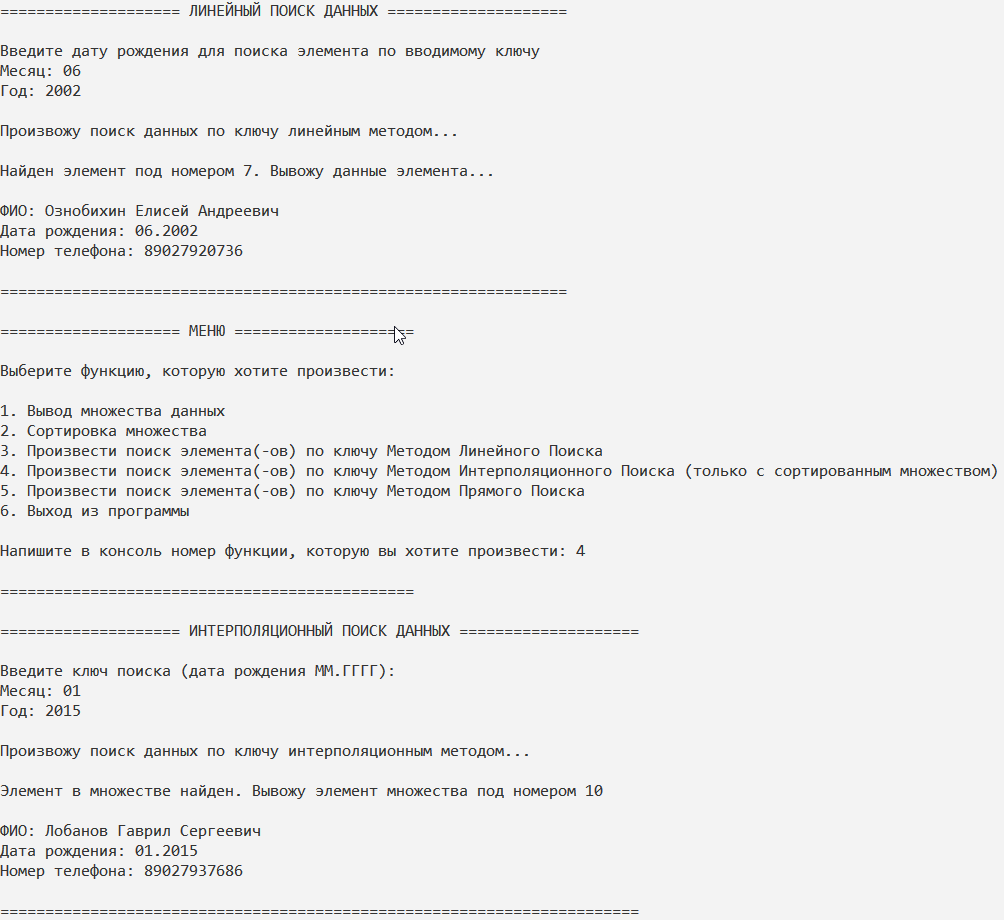 ==================== ЛИНЕЙНЫЙ ПОИСК ДАННЫХ ====================
Введите дату рождения для поиска элемента по вводимому ключу
Месяц: 06
Год: 2002
Произвожу поиск данных по ключу линейным методом...
Найден элемент под номером 7. Вывожу данные элемента...
ФИО: Ознобихин Елисей Андреевич
Дата рождения: 06.2002
Номер телефона: 89027920736
===============================================================
==================== МЕНЮ ====================
Выберите функцию, которую хотите произвести:
1. Вывод множества данных
2. Сортировка множества
3. Произвести поиск элемента(-ов) по ключу Методом Линейного Поиска
4. Произвести поиск элемента(-ов) по ключу Методом Интерполяционного Поиска (только с сортированным множеством)
5. Произвести поиск элемента(-ов) по ключу Методом Прямого Поиска
6. Выход из программы
Напишите в консоль номер функции, которую вы хотите произвести: 4
==============================================
==================== ИНТЕРПОЛЯЦИОННЫЙ ПОИСК ДАННЫХ ====================
Введите ключ поиска (дата рождения ММ.ГГГГ):
Месяц: 01
Год: 2015
Произвожу поиск данных по ключу интерполяционным методом...
Элемент в множестве найден. Вывожу элемент множества под номером 10
ФИО: Лобанов Гаврил Сергеевич
Дата рождения: 01.2015
Номер телефона: 89027937686
=======================================================================